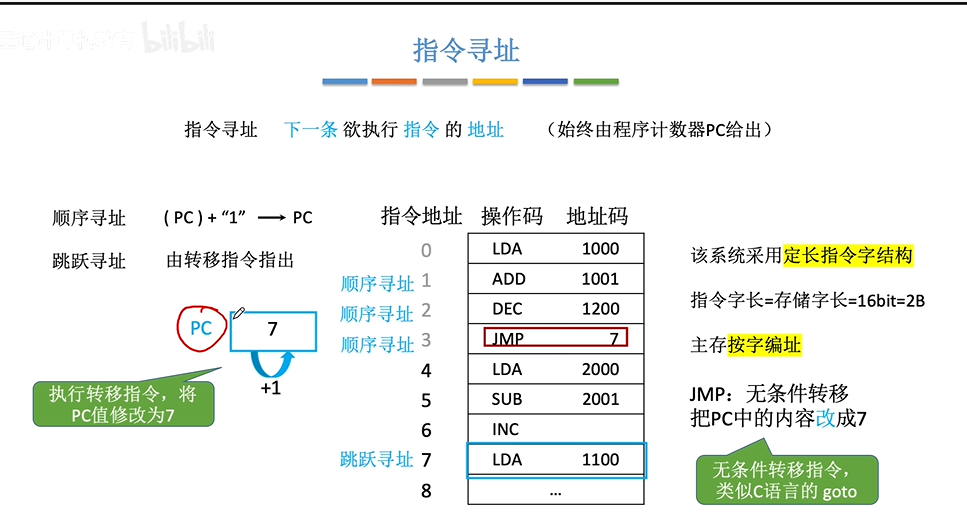 bilibili
指令寻址
指令寻址 下一条 欲执行 指令 的 地址 （始终由程序计数器PC给出）
顺序寻址 ( PC ) + “1” → PC
跳跃寻址 由转移指令指出
PC 7
+1
执行转移指令，将
PC值修改为7
指令地址 操作码 地址码
0 LDA 1000
顺序寻址 1 ADD 1001
顺序寻址 2 DEC 1200
顺序寻址 3 JMP 7
4 LDA 2000
5 SUB 2001
6 INC
跳跃寻址 7 LDA 1100
8 ...
该系统采用定长指令字结构
指令字长=存储字长=16bit=2B
主存按字编址
JMP：无条件转移
把PC中的内容改成7
无条件转移指令，
类似C语言的 goto